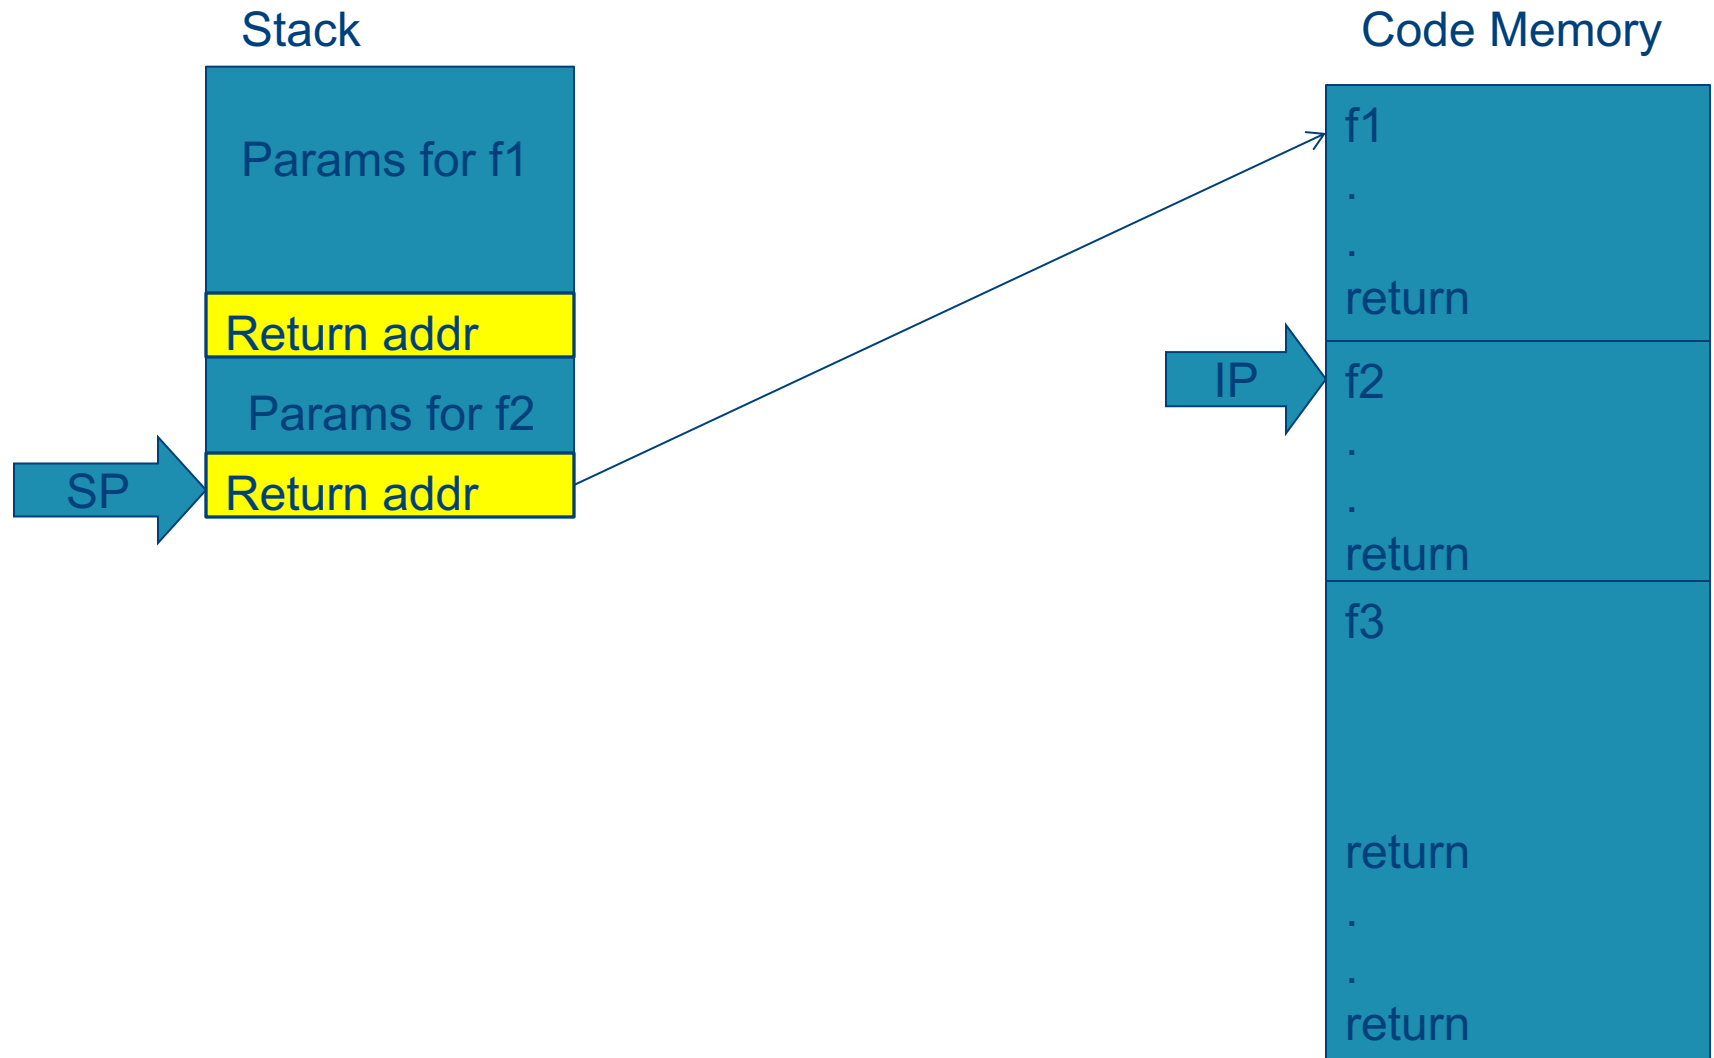 Stack
Params for f1
Return addr
Params for f2
SP
Return addr
Code Memory
f1
.
.
return
IP
f2
.
.
return
f3
return
.
.
return